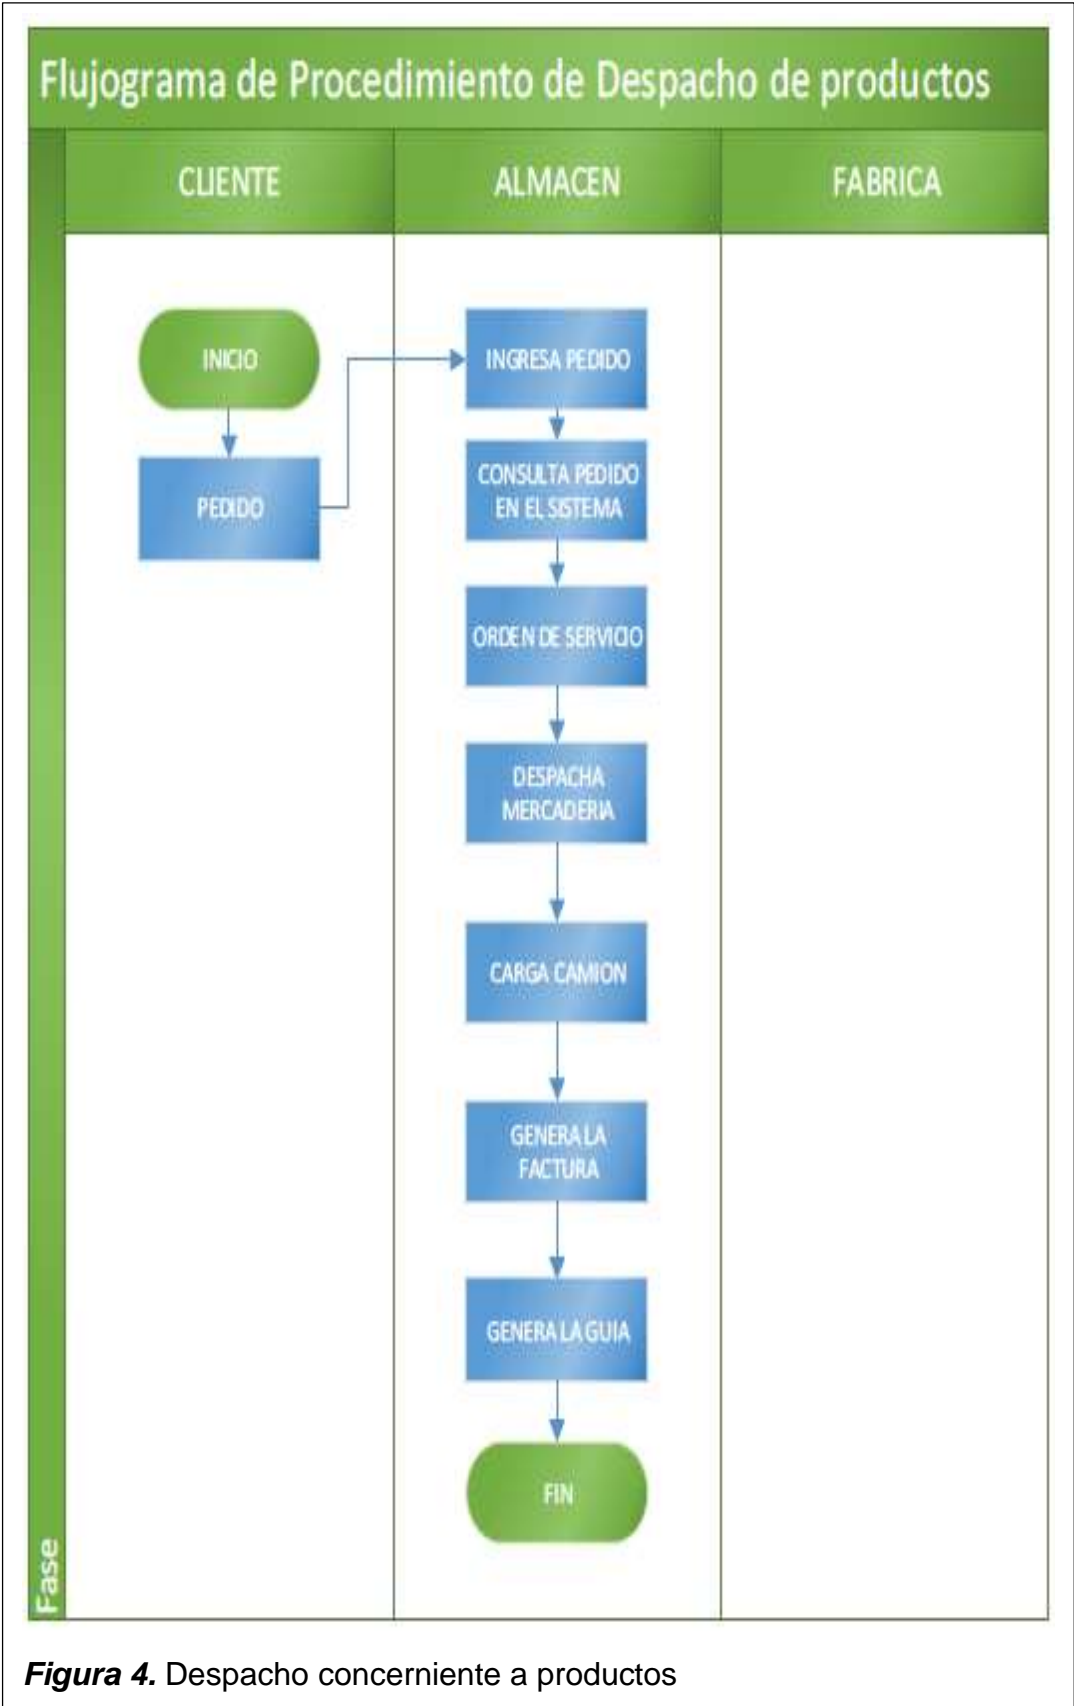 Flujograma de Procedimiento de Despacho de productos
CLIENTE
ALMACEN
FABRICA
INICIO
PEDIDO
INGRESA PEDIDO
CONSULTA PEDIDO
EN EL SISTEMA
ORDEN DE SERVICIO
DESPACHA
MERCADERIA
CARGA CAMION
GENERA LA
FACTURA
GENERA LA GUIA
FIN
Fase
Figura 4. Despacho concerniente a productos